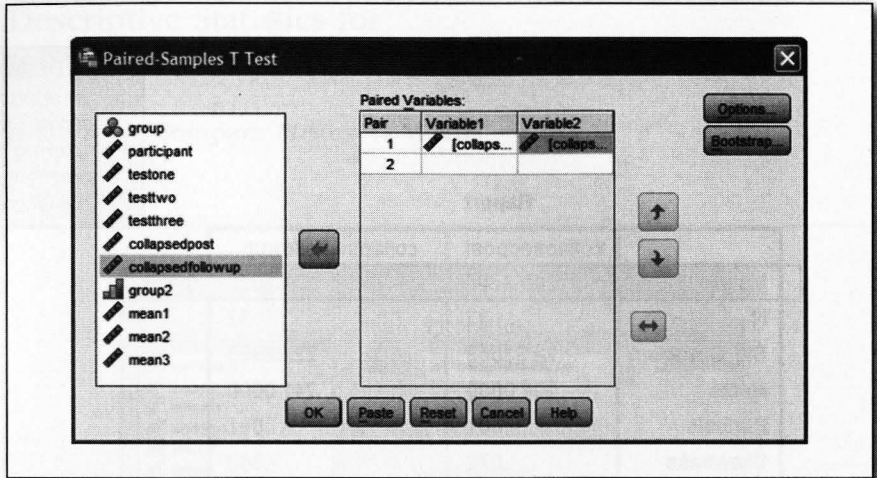 Paired-Samples T Test
group
participant
testone
testtwo
testthree
collapsedpost
collapsedfollowup
group2
mean1
mean2
mean3
Paired Variables:
Pair Variable1 Variable2
1 [collaps... [collaps...
2
Options...
Bootstrap...
OK Paste Reset Cancel Help